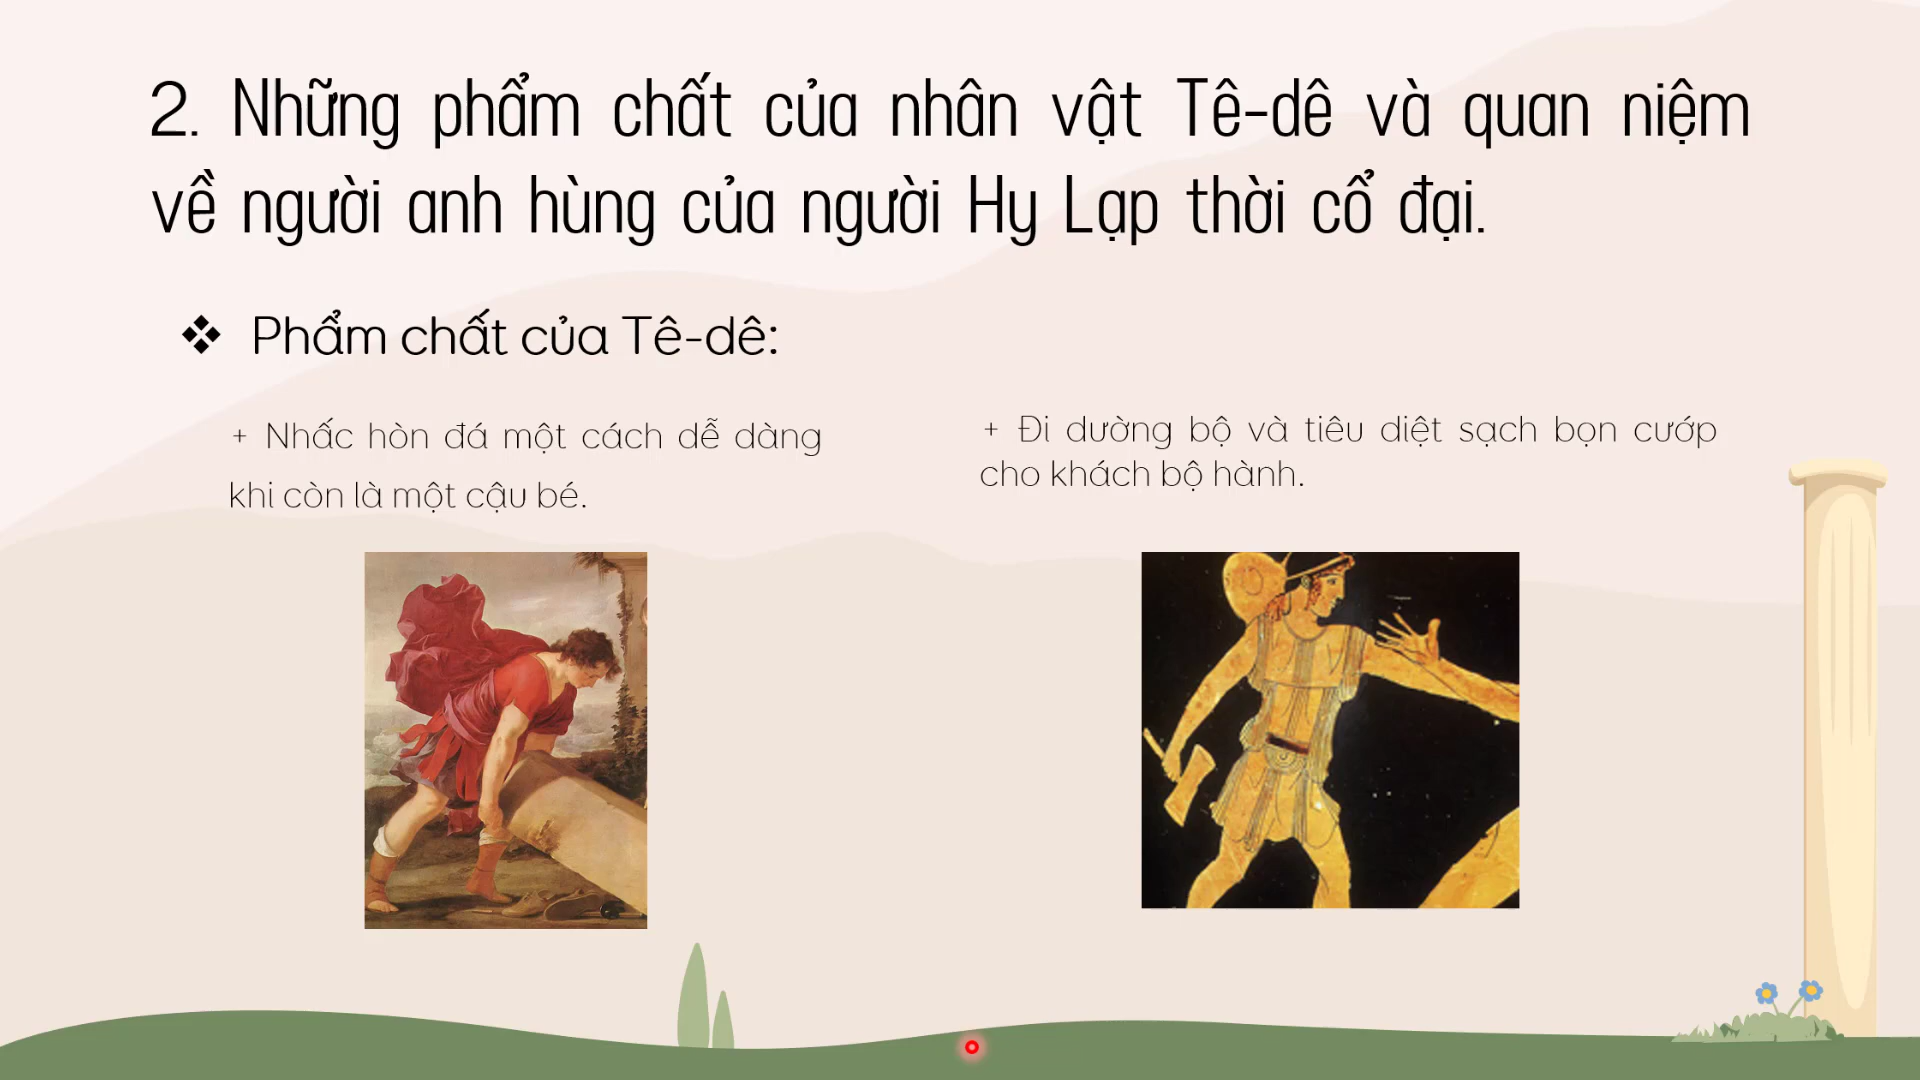 2. Những phẩm chất của nhân vật Tê-dê và quan niệm
về người anh hùng của người Hy Lạp thời cổ đại.
❖ Phẩm chất của Tê-dê:
+ Nhấc hòn đá một cách dễ dàng
khi còn là một cậu bé.
+ Đi dường bộ và tiêu diệt sạch bọn cướp
cho khách bộ hành.